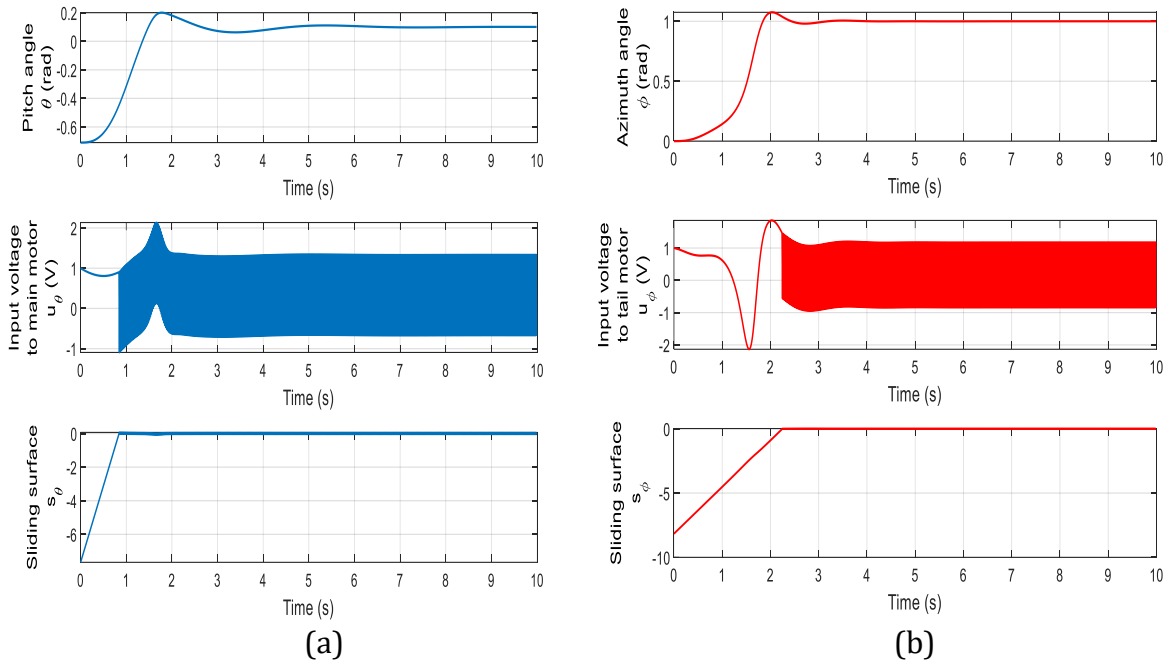 Pitch angle
θ (rad)
0.2
0
-0.2
-0.4
-0.6
0 1 2 3 4 5 6 7 8 9 10
Time (s)
Input voltage
to main motor
u_θ (V)
2
1
0
-1
0 1 2 3 4 5 6 7 8 9 10
Time (s)
Sliding surface
s_θ
0
-2
-4
-6
0 1 2 3 4 5 6 7 8 9 10
Time (s)
(a)
Azimuth angle
ϕ (rad)
1
0.5
0
0 1 2 3 4 5 6 7 8 9 10
Time (s)
Input voltage
to tail motor
u_ϕ (V)
1
0
-1
-2
0 1 2 3 4 5 6 7 8 9 10
Time (s)
Sliding surface
s_ϕ
0
-5
-10
0 1 2 3 4 5 6 7 8 9 10
Time (s)
(b)